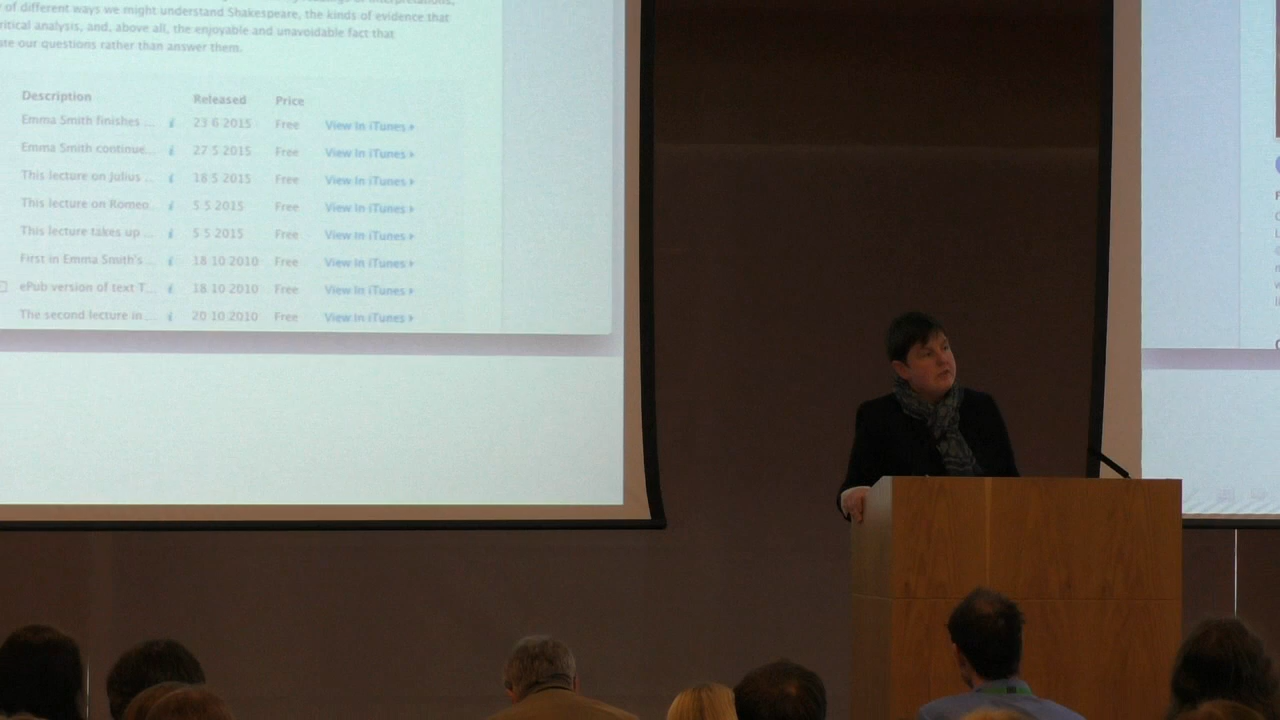 of different ways we might understand Shakespeare, the kinds of evidence that
critical analysis, and, above all, the enjoyable and unavoidable fact that
our questions rather than answer them.
Description Released Price
Emma Smith finishes ... 23 6 2015 Free View In iTunes
Emma Smith continue... 27 5 2015 Free View In iTunes
This lecture on Julius ... 18 5 2015 Free View In iTunes
This lecture on Romeo... 5 5 2015 Free View In iTunes
This lecture takes up ... 5 5 2015 Free View In iTunes
First in Emma Smith's ... 18 10 2010 Free View In iTunes
ePub version of text T... 18 10 2010 Free View In iTunes
The second lecture in ... 20 10 2010 Free View In iTunes